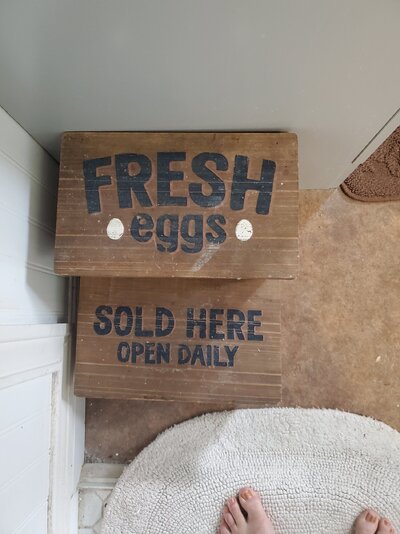 FRESH
eggs
SOLD HERE
OPEN DAILY